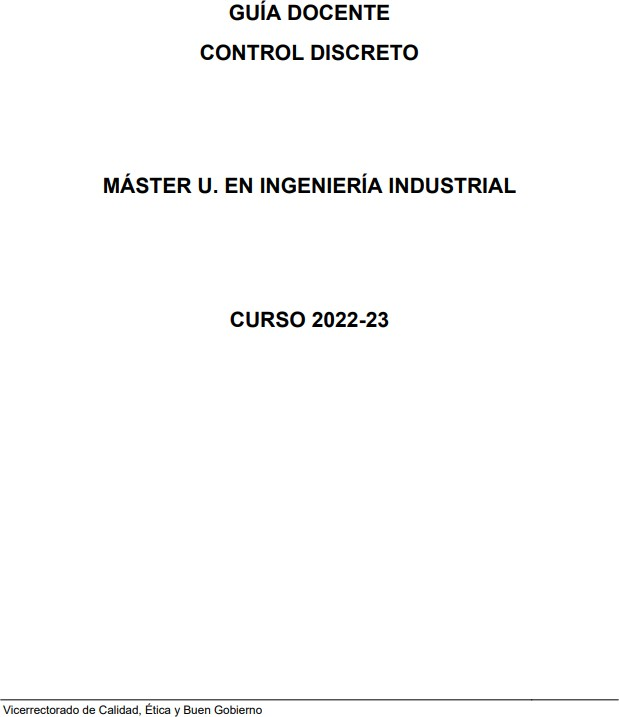 GUÍA DOCENTE
CONTROL DISCRETO
MÁSTER U. EN INGENIERÍA INDUSTRIAL
CURSO 2022-23
Vicerrectorado de Calidad, Ética y Buen Gobierno